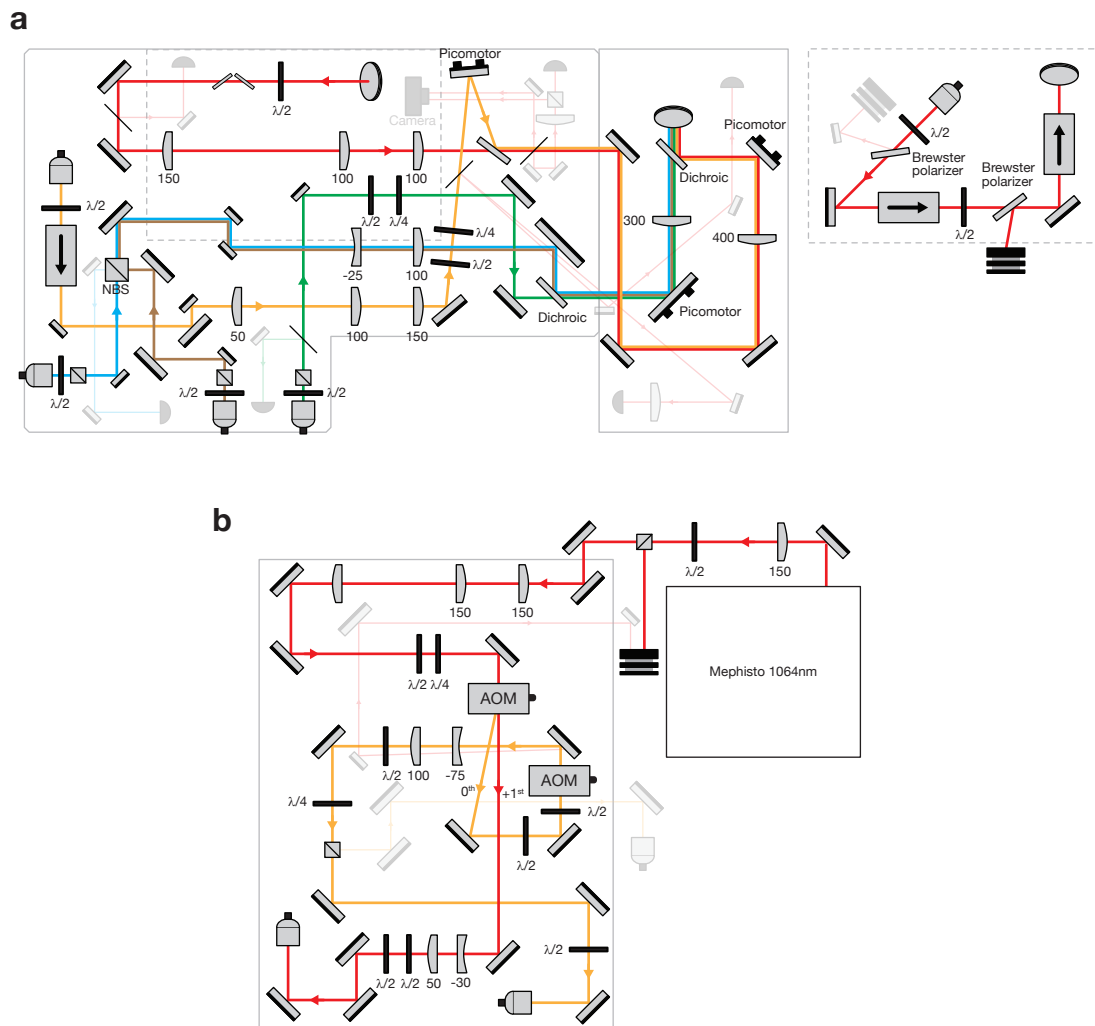 a
Picomotor
λ/2
Camera
λ/2
Brewster
polarizer
Brewster
polarizer
λ/2
150
100
100
Picomotor
Dichroic
λ/2
λ/2
λ/4
300
400
λ/4
λ/2
NBS
-25
100
50
100
150
Dichroic
Picomotor
λ/2
λ/2
λ/2
b
λ/2
150
150
150
λ/2
λ/4
Mephisto 1064nm
AOM
λ/2
100
-75
AOM
0th
+1st
λ/4
λ/2
λ/2
λ/2
λ/2
λ/2
50
-30